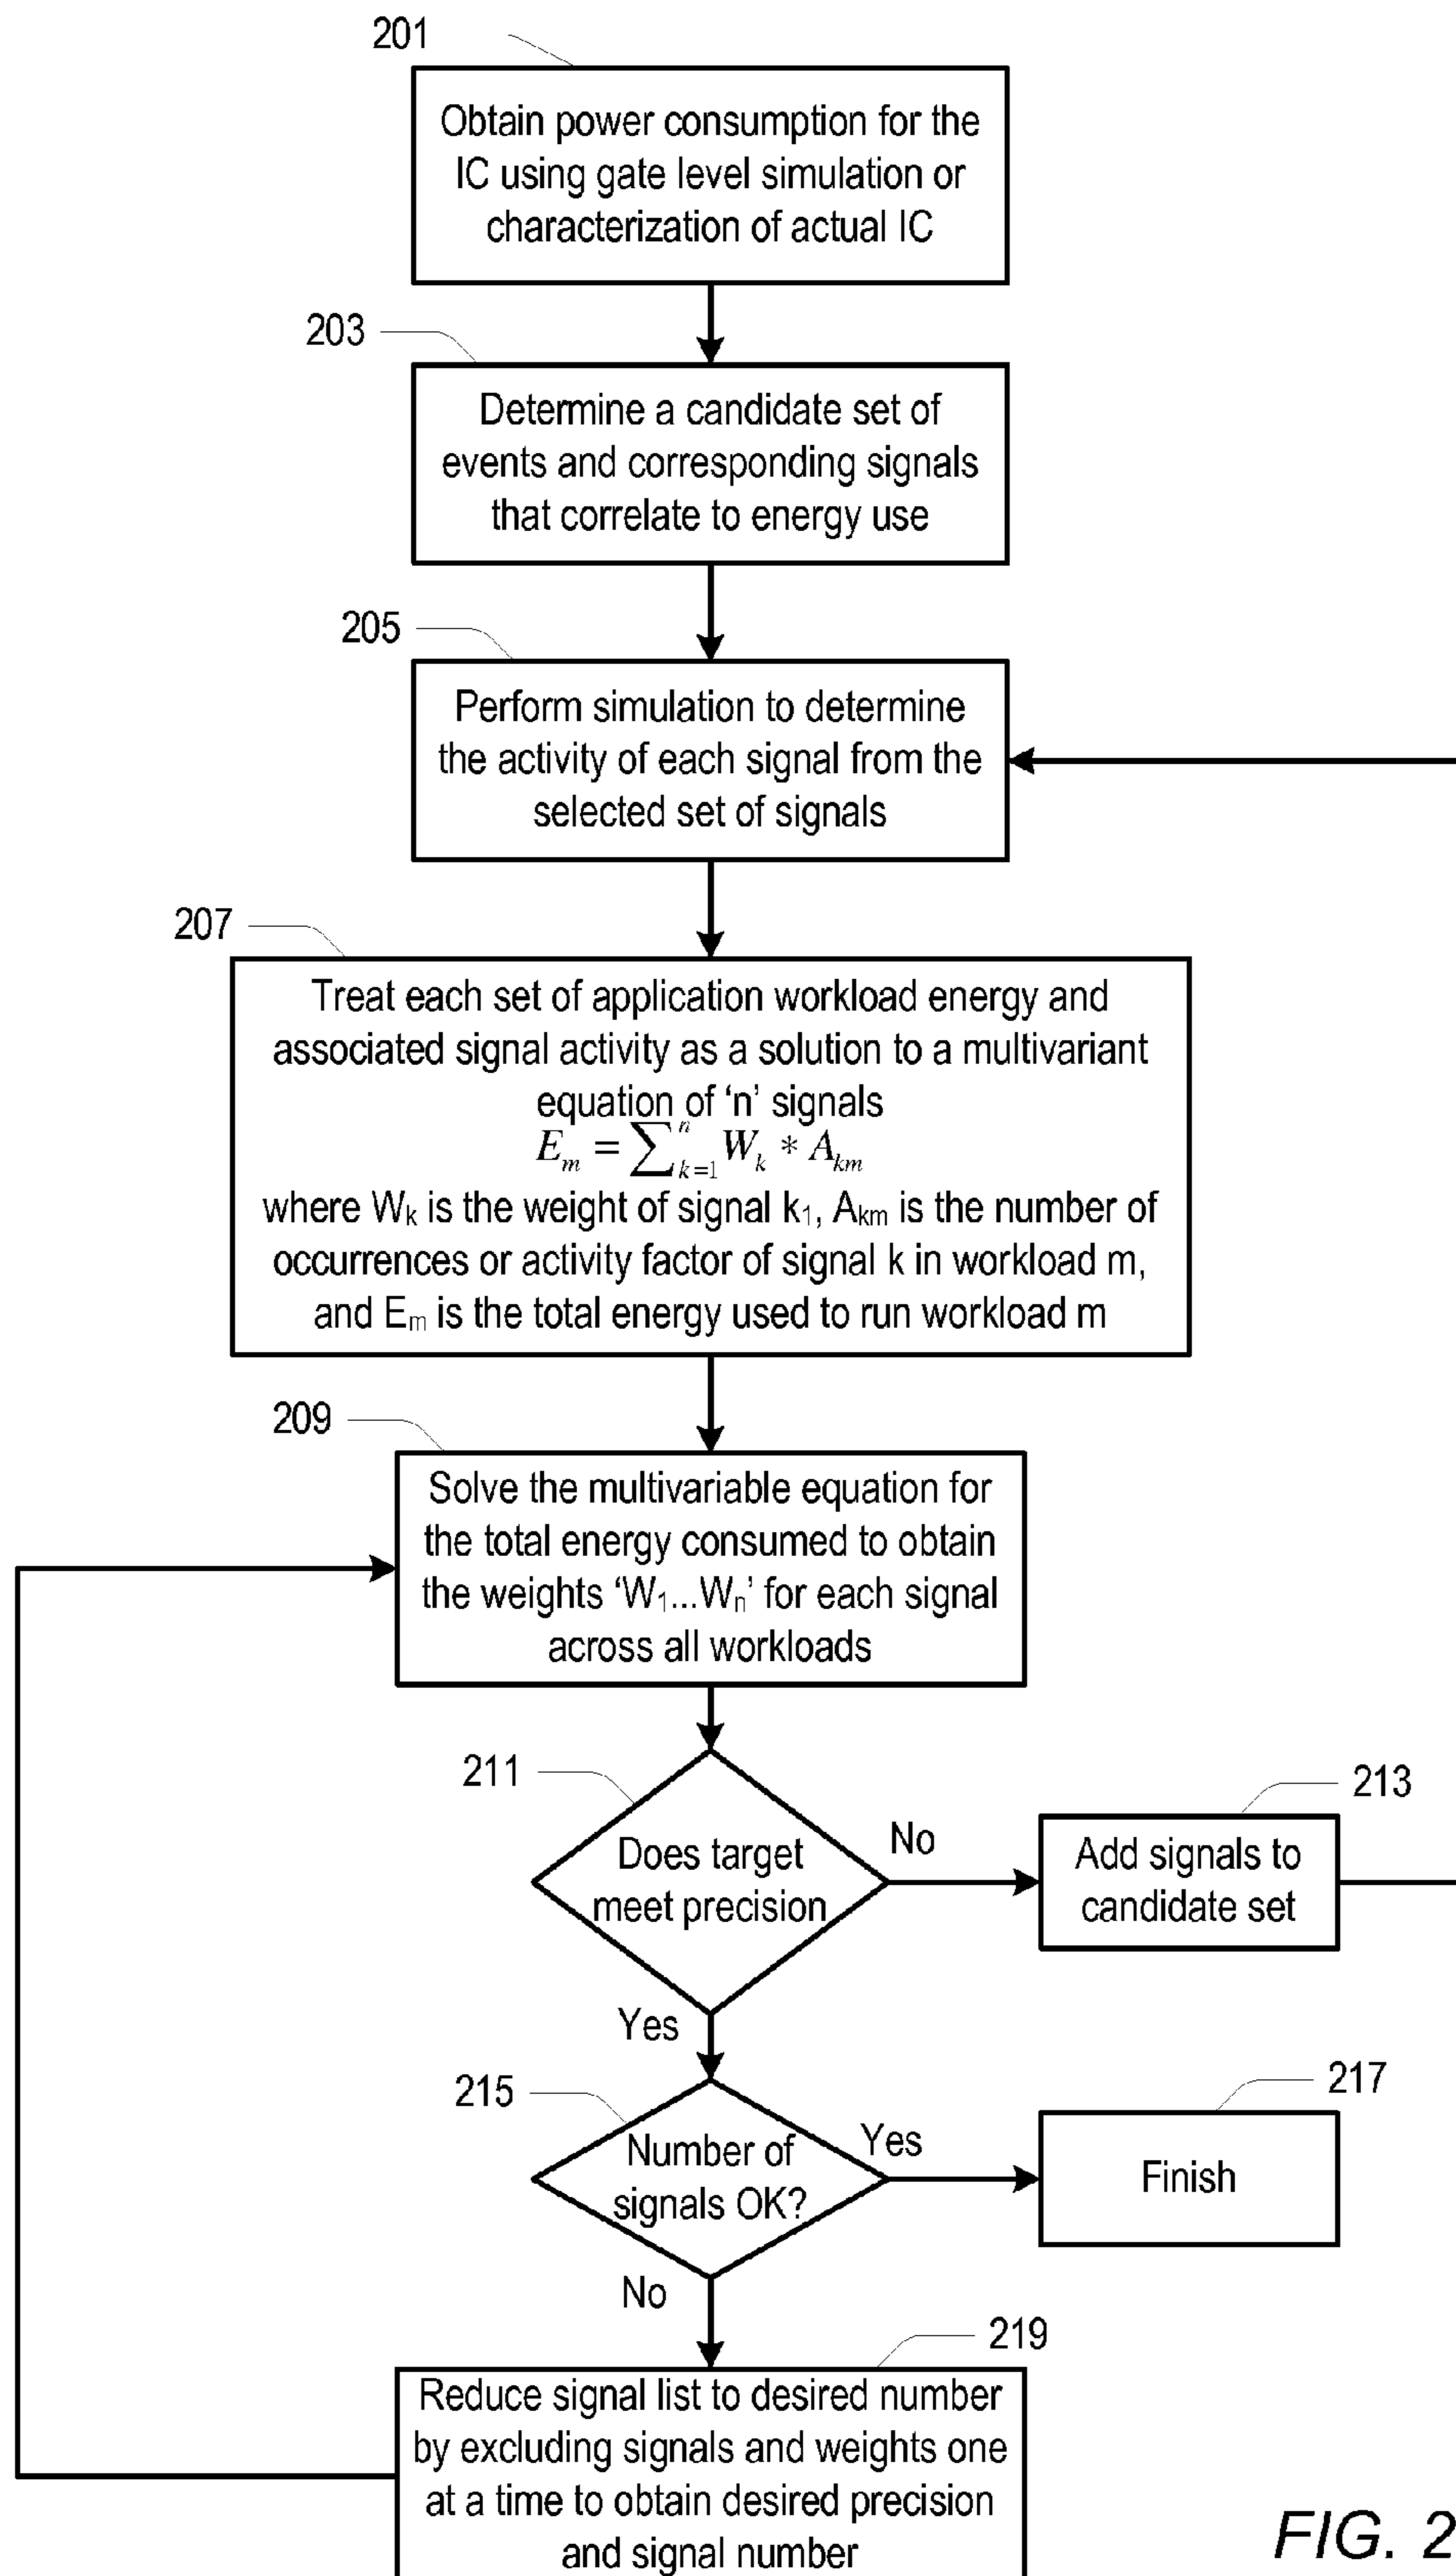 201
Obtain power consumption for the
IC using gate level simulation or
characterization of actual IC
203
Determine a candidate set of
events and corresponding signals
that correlate to energy use
205
Perform simulation to determine
the activity of each signal from the
selected set of signals
207
Treat each set of application workload energy and
associated signal activity as a solution to a multivariant
equation of ‘n’ signals
E_m = ∑_{k=1}^{n} W_k * A_{km}
where Wₖ is the weight of signal k₁, Aₖₘ is the number of
occurrences or activity factor of signal k in workload m,
and Eₘ is the total energy used to run workload m
209
Solve the multivariable equation for
the total energy consumed to obtain
the weights ‘W₁...Wₙ’ for each signal
across all workloads
211
Does target
meet precision
No
213
Add signals to
candidate set
Yes
215
Number of
signals OK?
Yes
217
Finish
No
219
Reduce signal list to desired number
by excluding signals and weights one
at a time to obtain desired precision
and signal number
FIG. 2